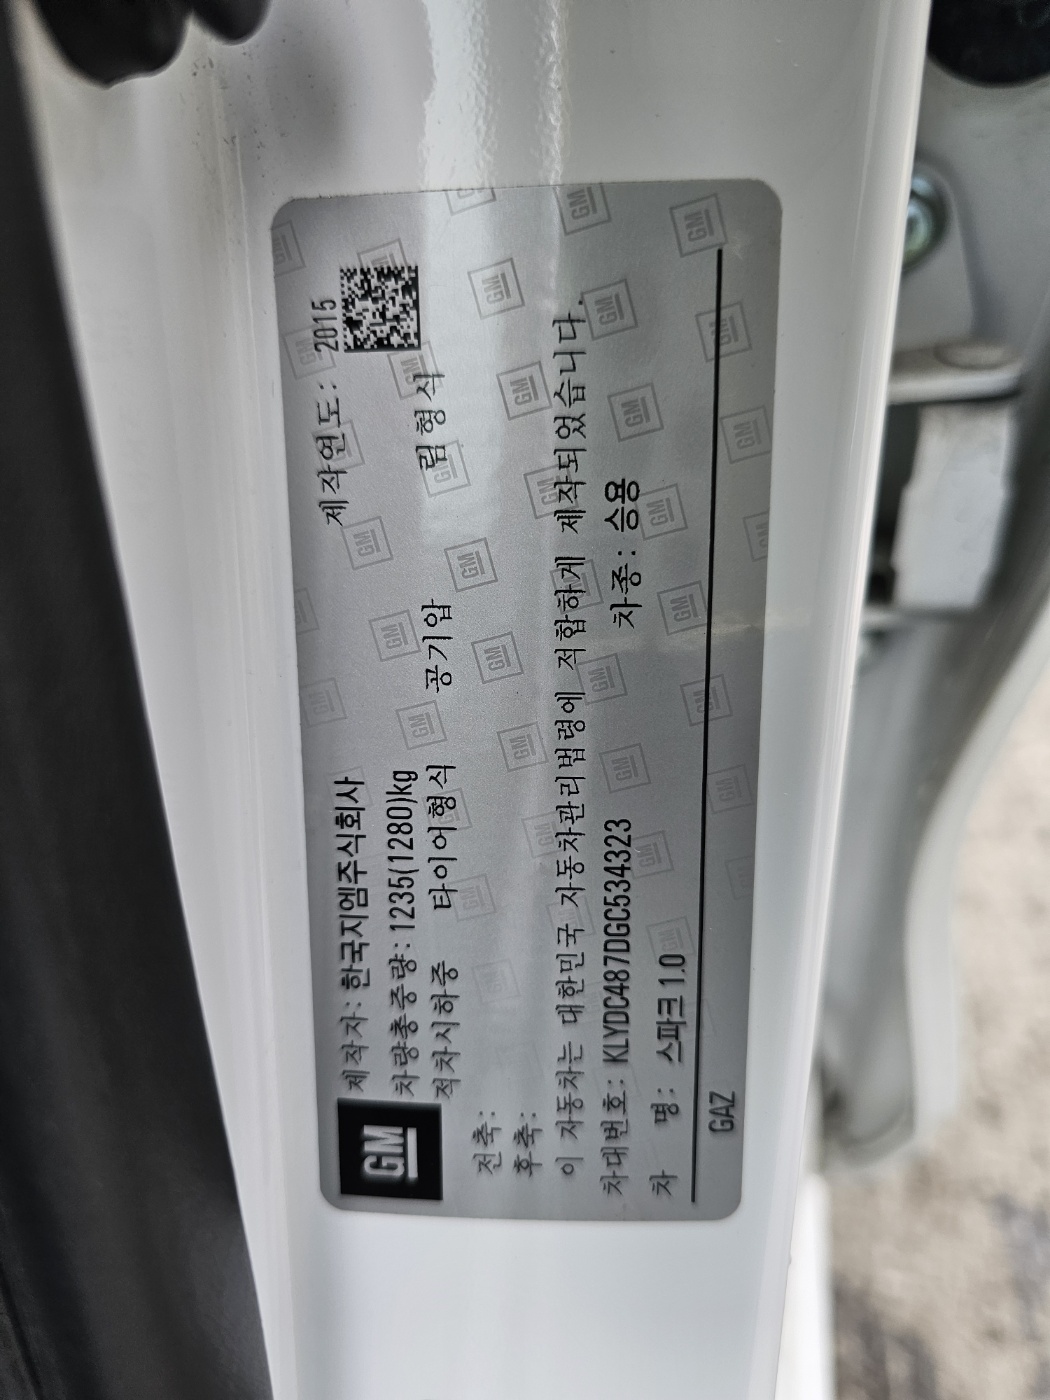 GM
제작자: 한국지엠주식회사 제작연도: 2015
차량총중량: 1235(1280)kg
적차시하중 타이어형식 공기압 림형식
전축:
후축:
이 자동차는 대한민국 자동차관리법령에 적합하게 제작되었습니다.
차대번호: KLYDC487DGC534323 차종: 승용
차 명: 스파크 1.0
GAZ